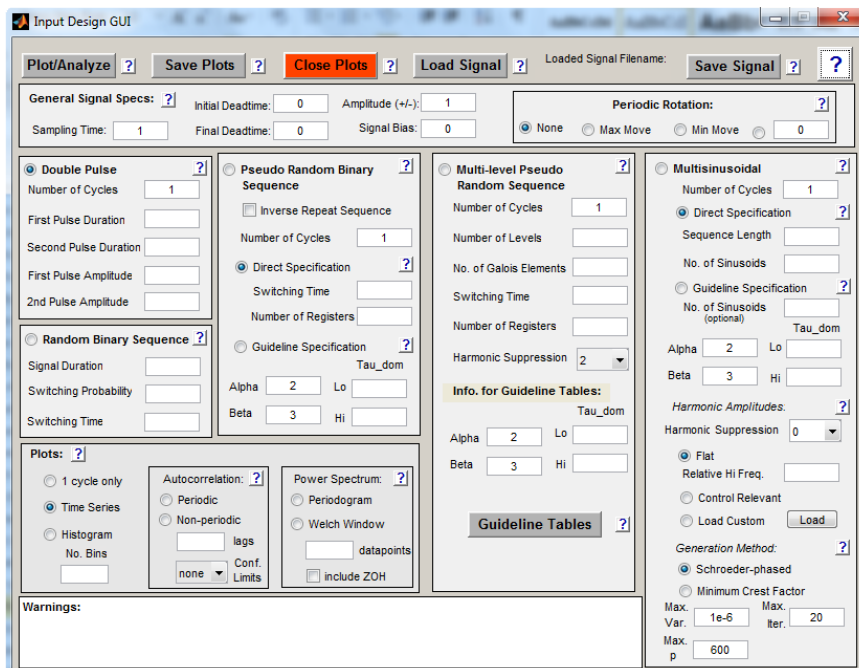 Input Design GUI
Plot/Analyze ? Save Plots ? Close Plots ? Load Signal ? Loaded Signal Filename: Save Signal ? ?
General Signal Specs: ? Initial Deadtime: 0 Amplitude (+/-): 1 Periodic Rotation: ?
Sampling Time: 1 Final Deadtime: 0 Signal Bias: 0 None Max Move Min Move 0
Double Pulse ?
Number of Cycles 1
First Pulse Duration
Second Pulse Duration
First Pulse Amplitude
2nd Pulse Amplitude
Random Binary Sequence ?
Signal Duration
Switching Probability
Switching Time
Pseudo Random Binary ?
Sequence
Inverse Repeat Sequence
Number of Cycles 1
Direct Specification ?
Switching Time
Number of Registers
Guideline Specification ?
Tau_dom
Alpha 2 Lo
Beta 3 Hi
Multi-level Pseudo ?
Random Sequence
Number of Cycles 1
Number of Levels
No. of Galois Elements
Switching Time
Number of Registers
Harmonic Suppression 2
Info. for Guideline Tables:
Tau_dom
Alpha 2 Lo
Beta 3 Hi
Guideline Tables ?
Multisinusoidal ?
Number of Cycles 1
Direct Specification ?
Sequence Length
No. of Sinusoids
Guideline Specification ?
No. of Sinusoids
(optional)
Tau_dom
Alpha 2 Lo
Beta 3 Hi
Harmonic Amplitudes: ?
Harmonic Suppression 0
Flat
Relative Hi Freq.
Control Relevant
Load Custom Load
Generation Method: ?
Schroeder-phased
Minimum Crest Factor
Max. Var. 1e-6 Max. Iter. 20
Max. p 600
Plots: ?
1 cycle only
Time Series
Histogram
No. Bins
Autocorrelation: ?
Periodic
Non-periodic
lags
none Conf. Limits
Power Spectrum: ?
Periodogram
Welch Window
datapoints
include ZOH
Warnings: